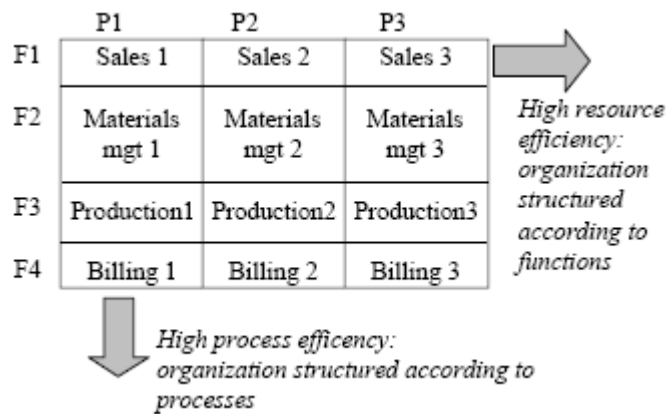 P1 P2 P3
F1 Sales 1 Sales 2 Sales 3
F2 Materials mgt 1 Materials mgt 2 Materials mgt 3
F3 Production1 Production2 Production3
F4 Billing 1 Billing 2 Billing 3
High resource
efficiency:
organization
structured
according to
functions
High process efficency:
organization structured according to
processes